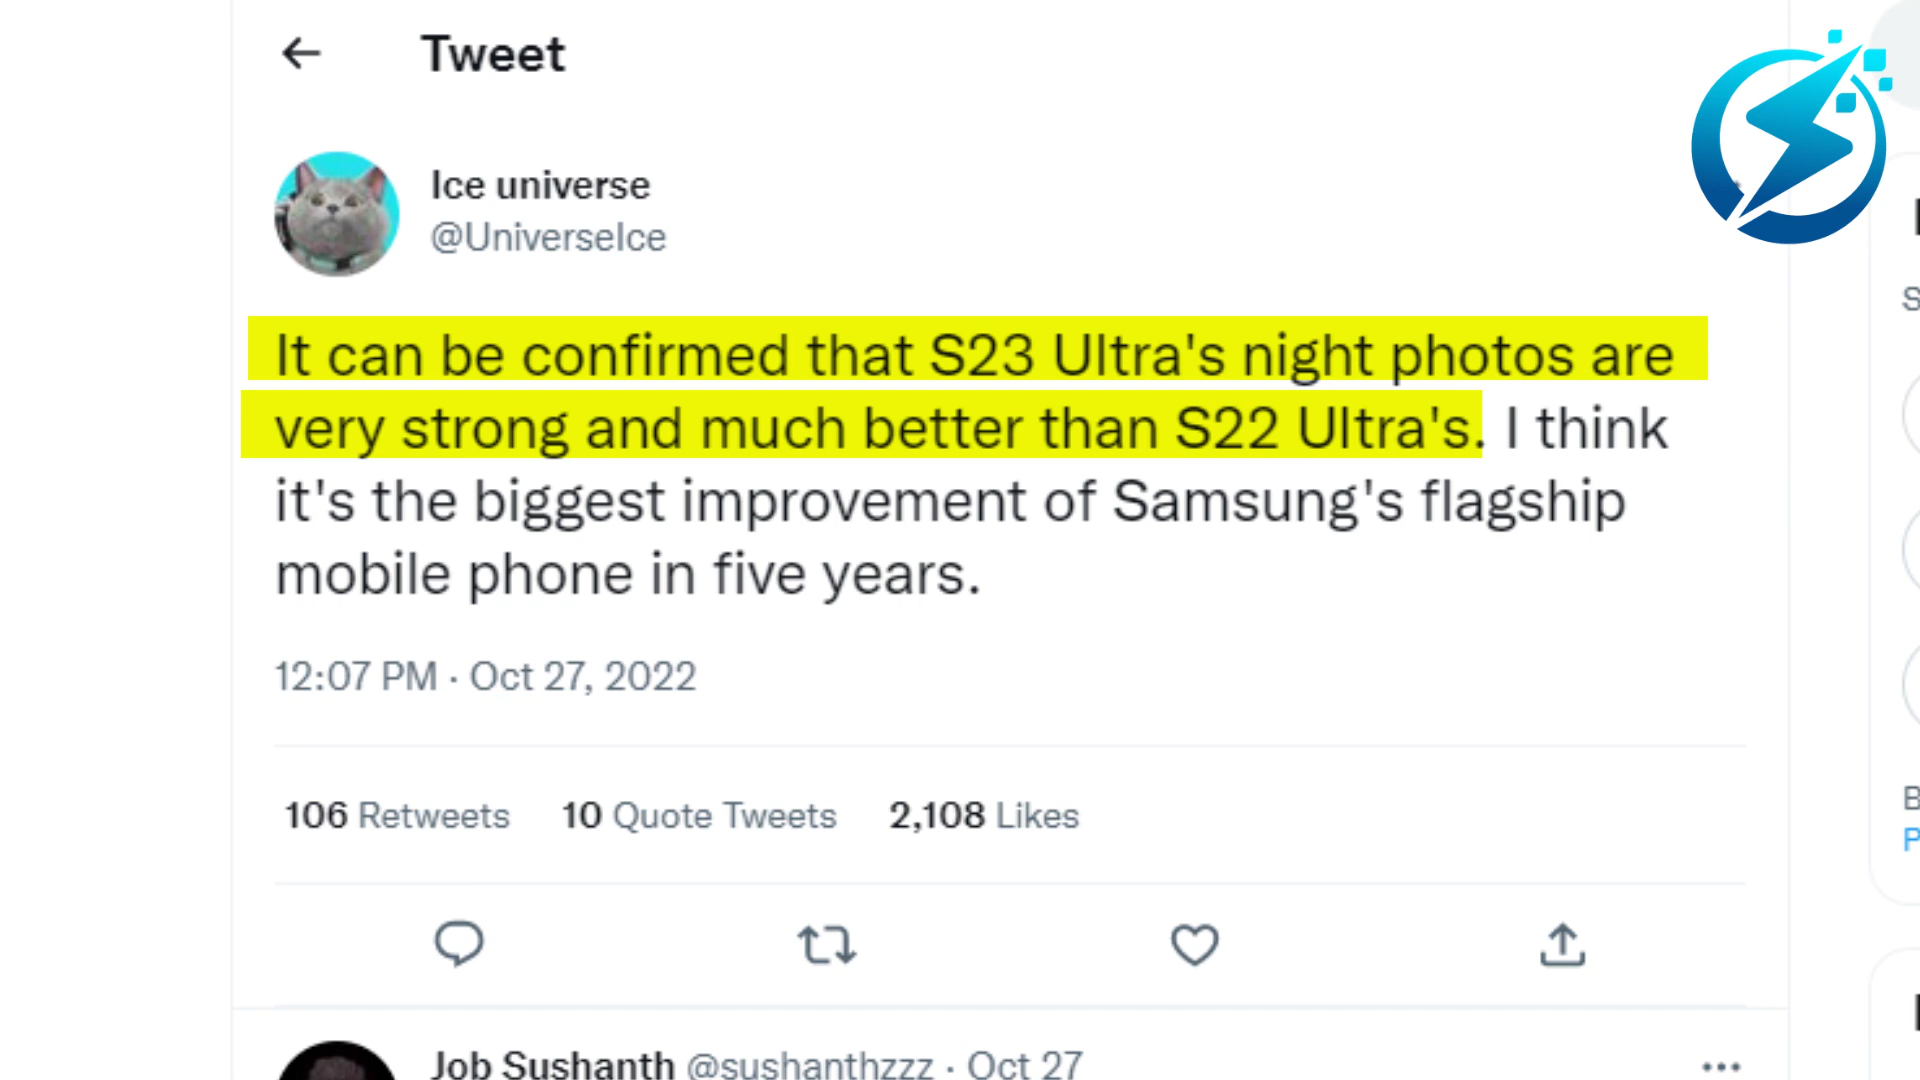 Tweet
Ice universe
@UniverseIce
It can be confirmed that S23 Ultra's night photos are
very strong and much better than S22 Ultra's. I think
it's the biggest improvement of Samsung's flagship
mobile phone in five years.
12:07 PM · Oct 27, 2022
106 Retweets 10 Quote Tweets 2,108 Likes
Job Sushanth @sushanthzzz · Oct 27